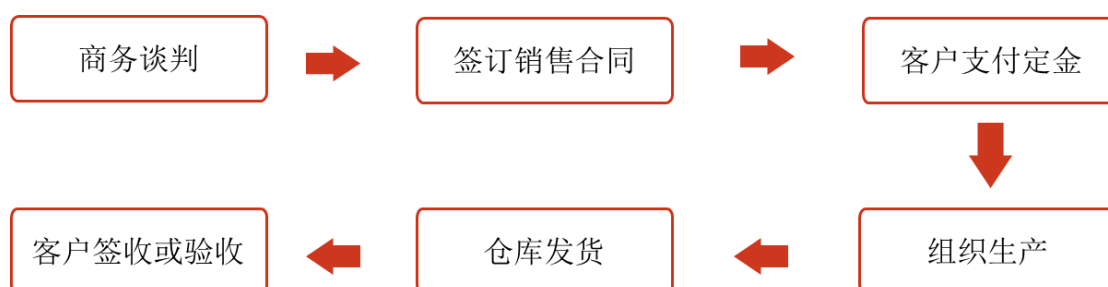 商务谈判
签订销售合同
客户支付定金
组织生产
仓库发货
客户签收或验收